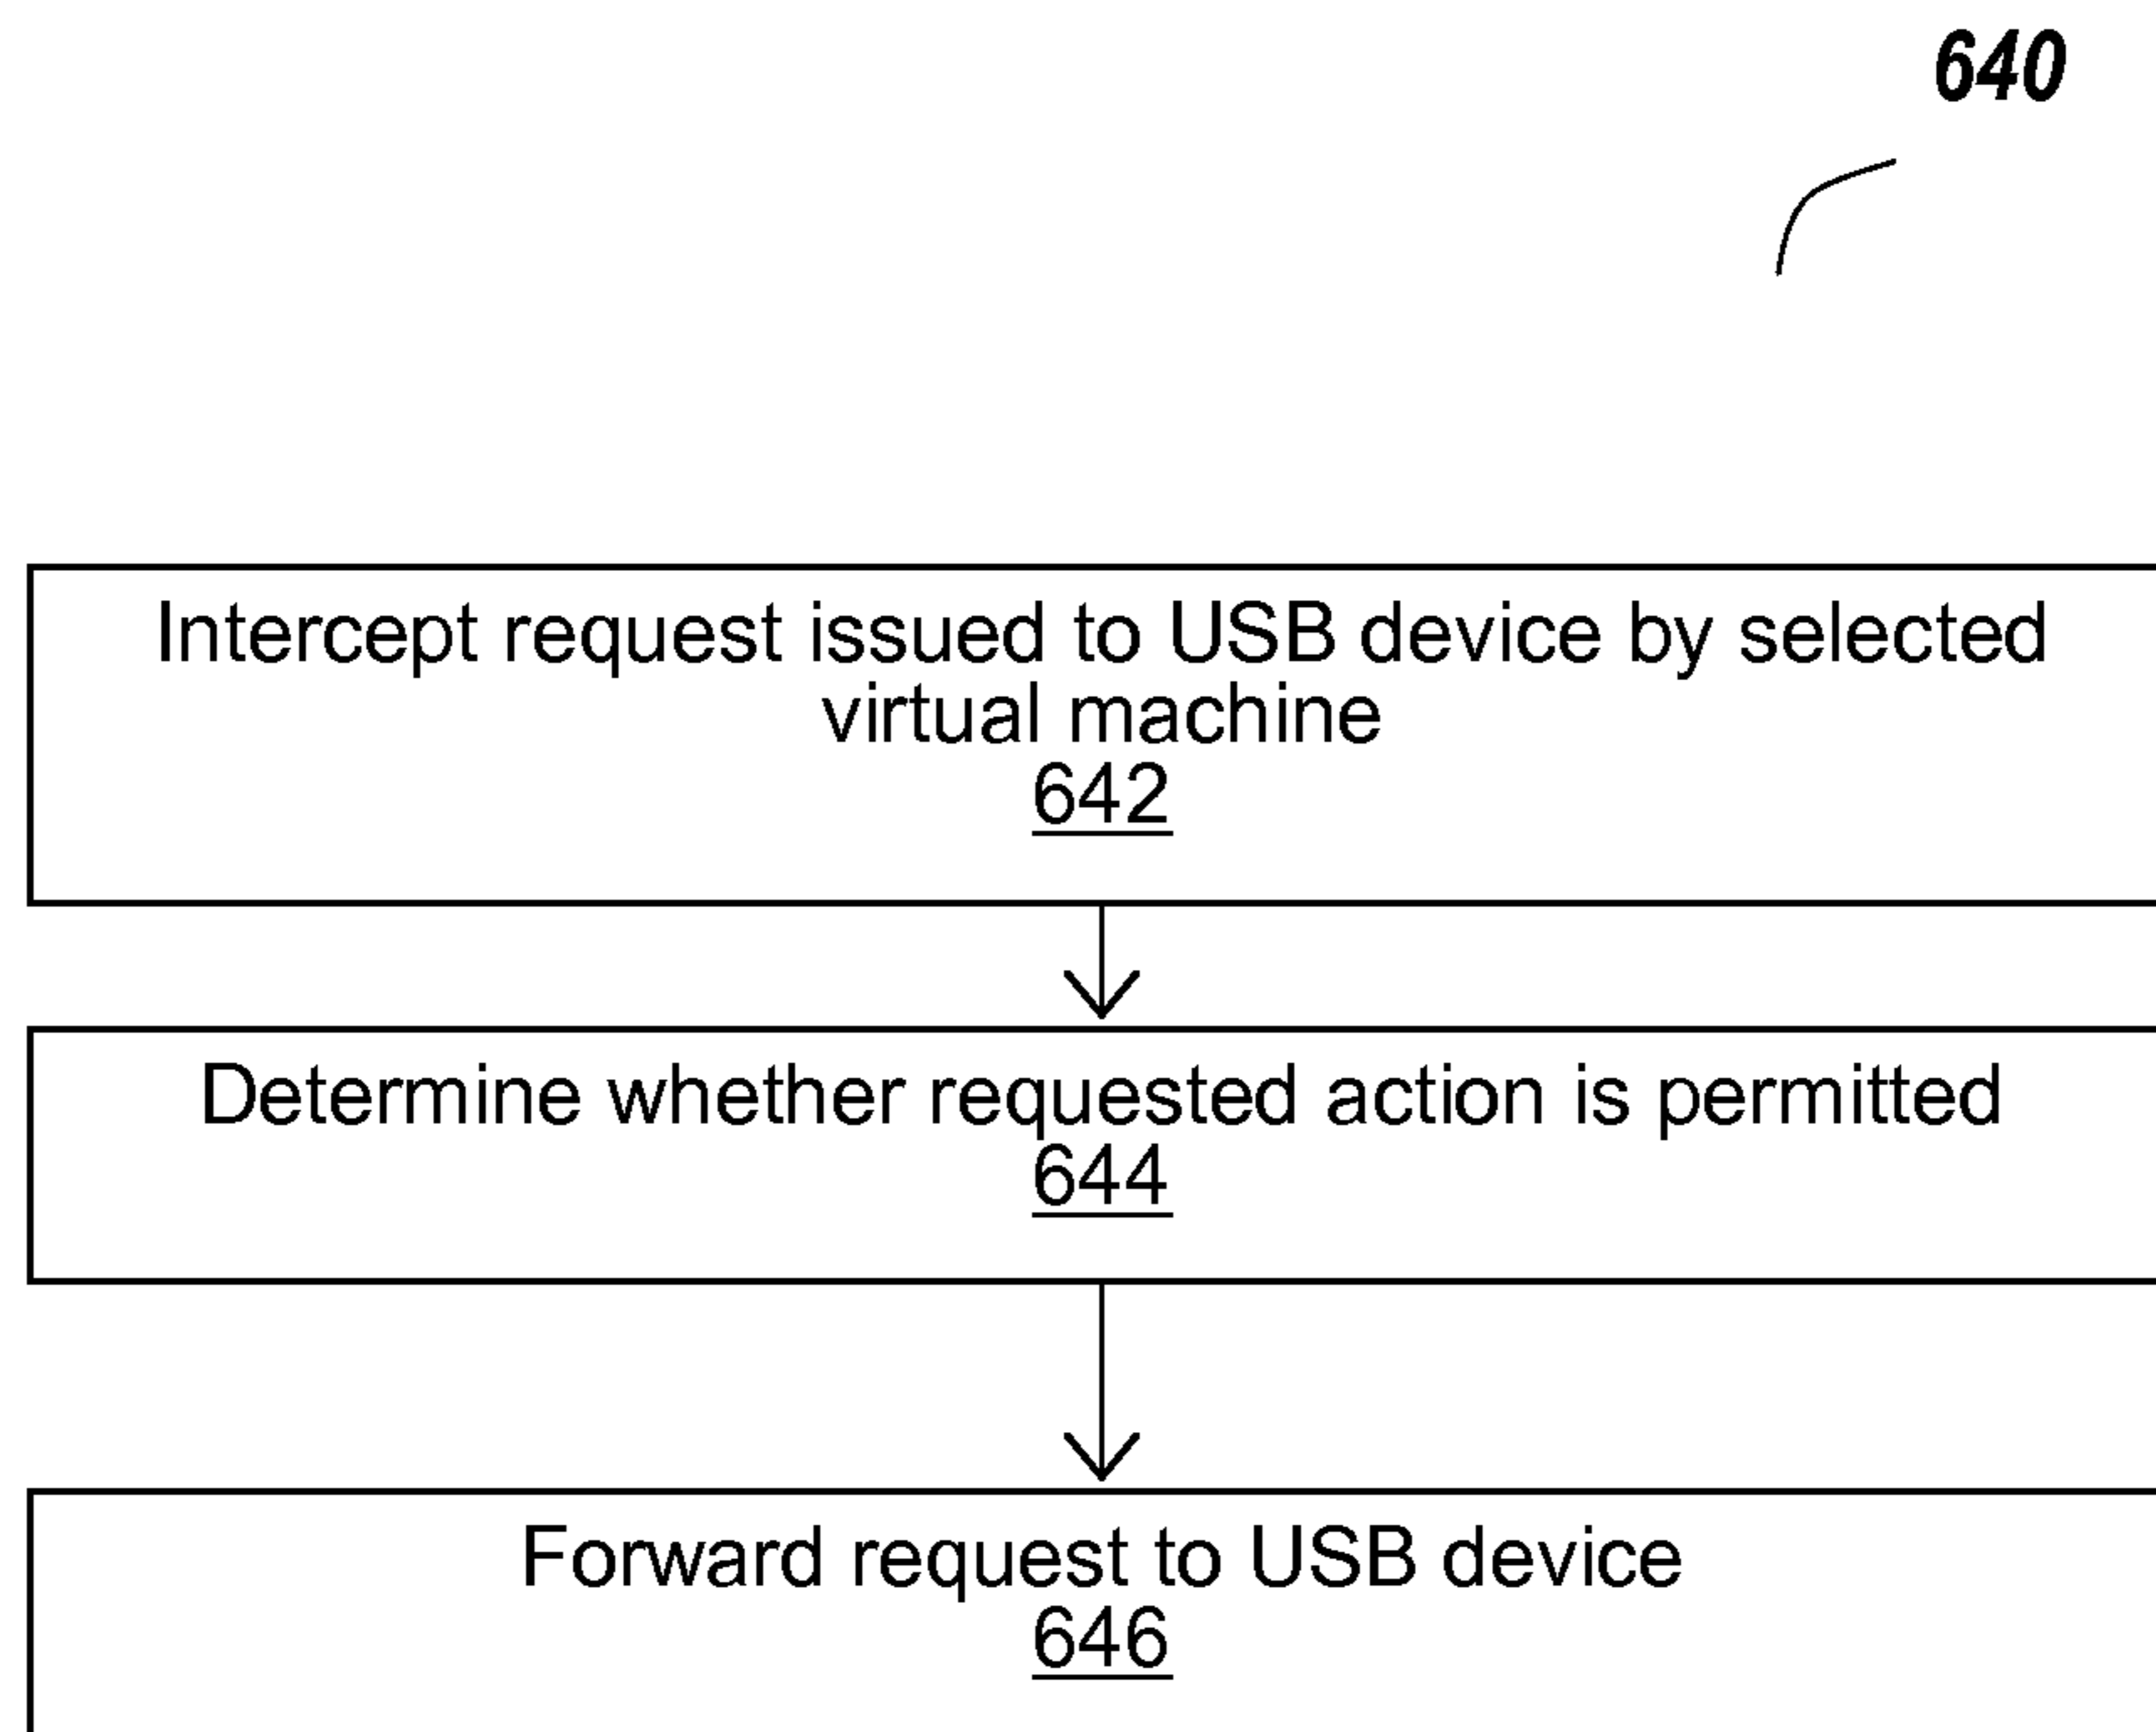 640
Intercept request issued to USB device by selected
virtual machine
642
Determine whether requested action is permitted
644
Forward request to USB device
646